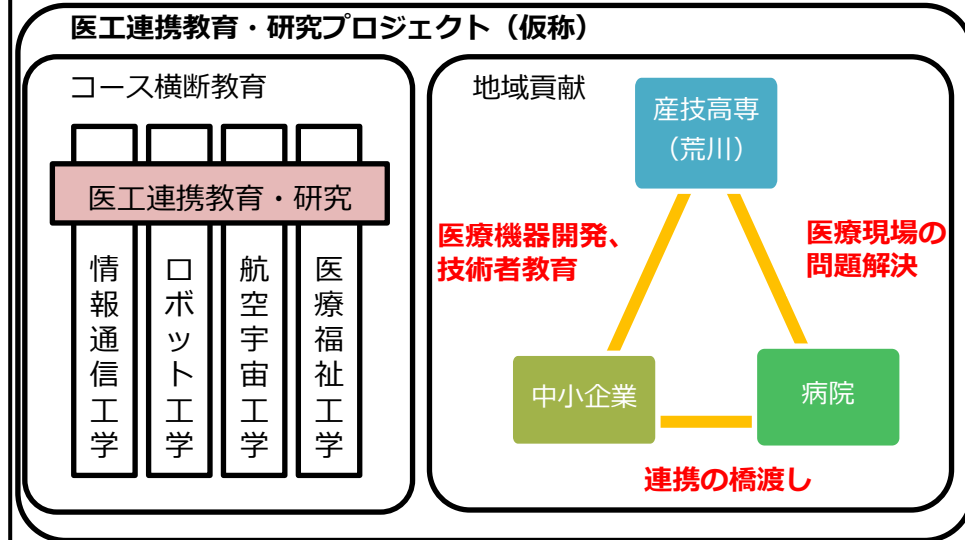 医工連携教育・研究プロジェクト（仮称）
コース横断教育
医工連携教育・研究
情報通信工学
ロボット工学
航空宇宙工学
医療福祉工学
地域貢献
産技高専
（荒川）
医療機器開発、
技術者教育
医療現場の
問題解決
中小企業
病院
連携の橋渡し